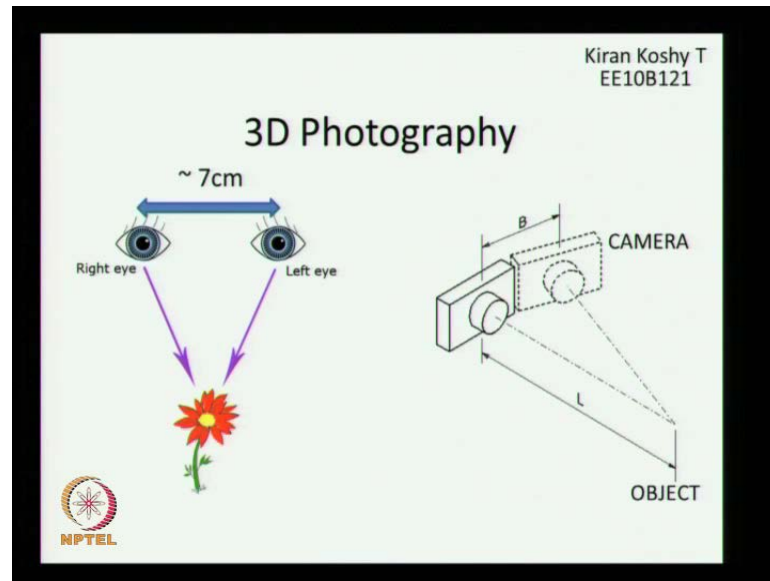 Kiran Koshy T
EE10B121
3D Photography
~ 7cm
Right eye
Left eye
B
CAMERA
L
OBJECT
NPTEL